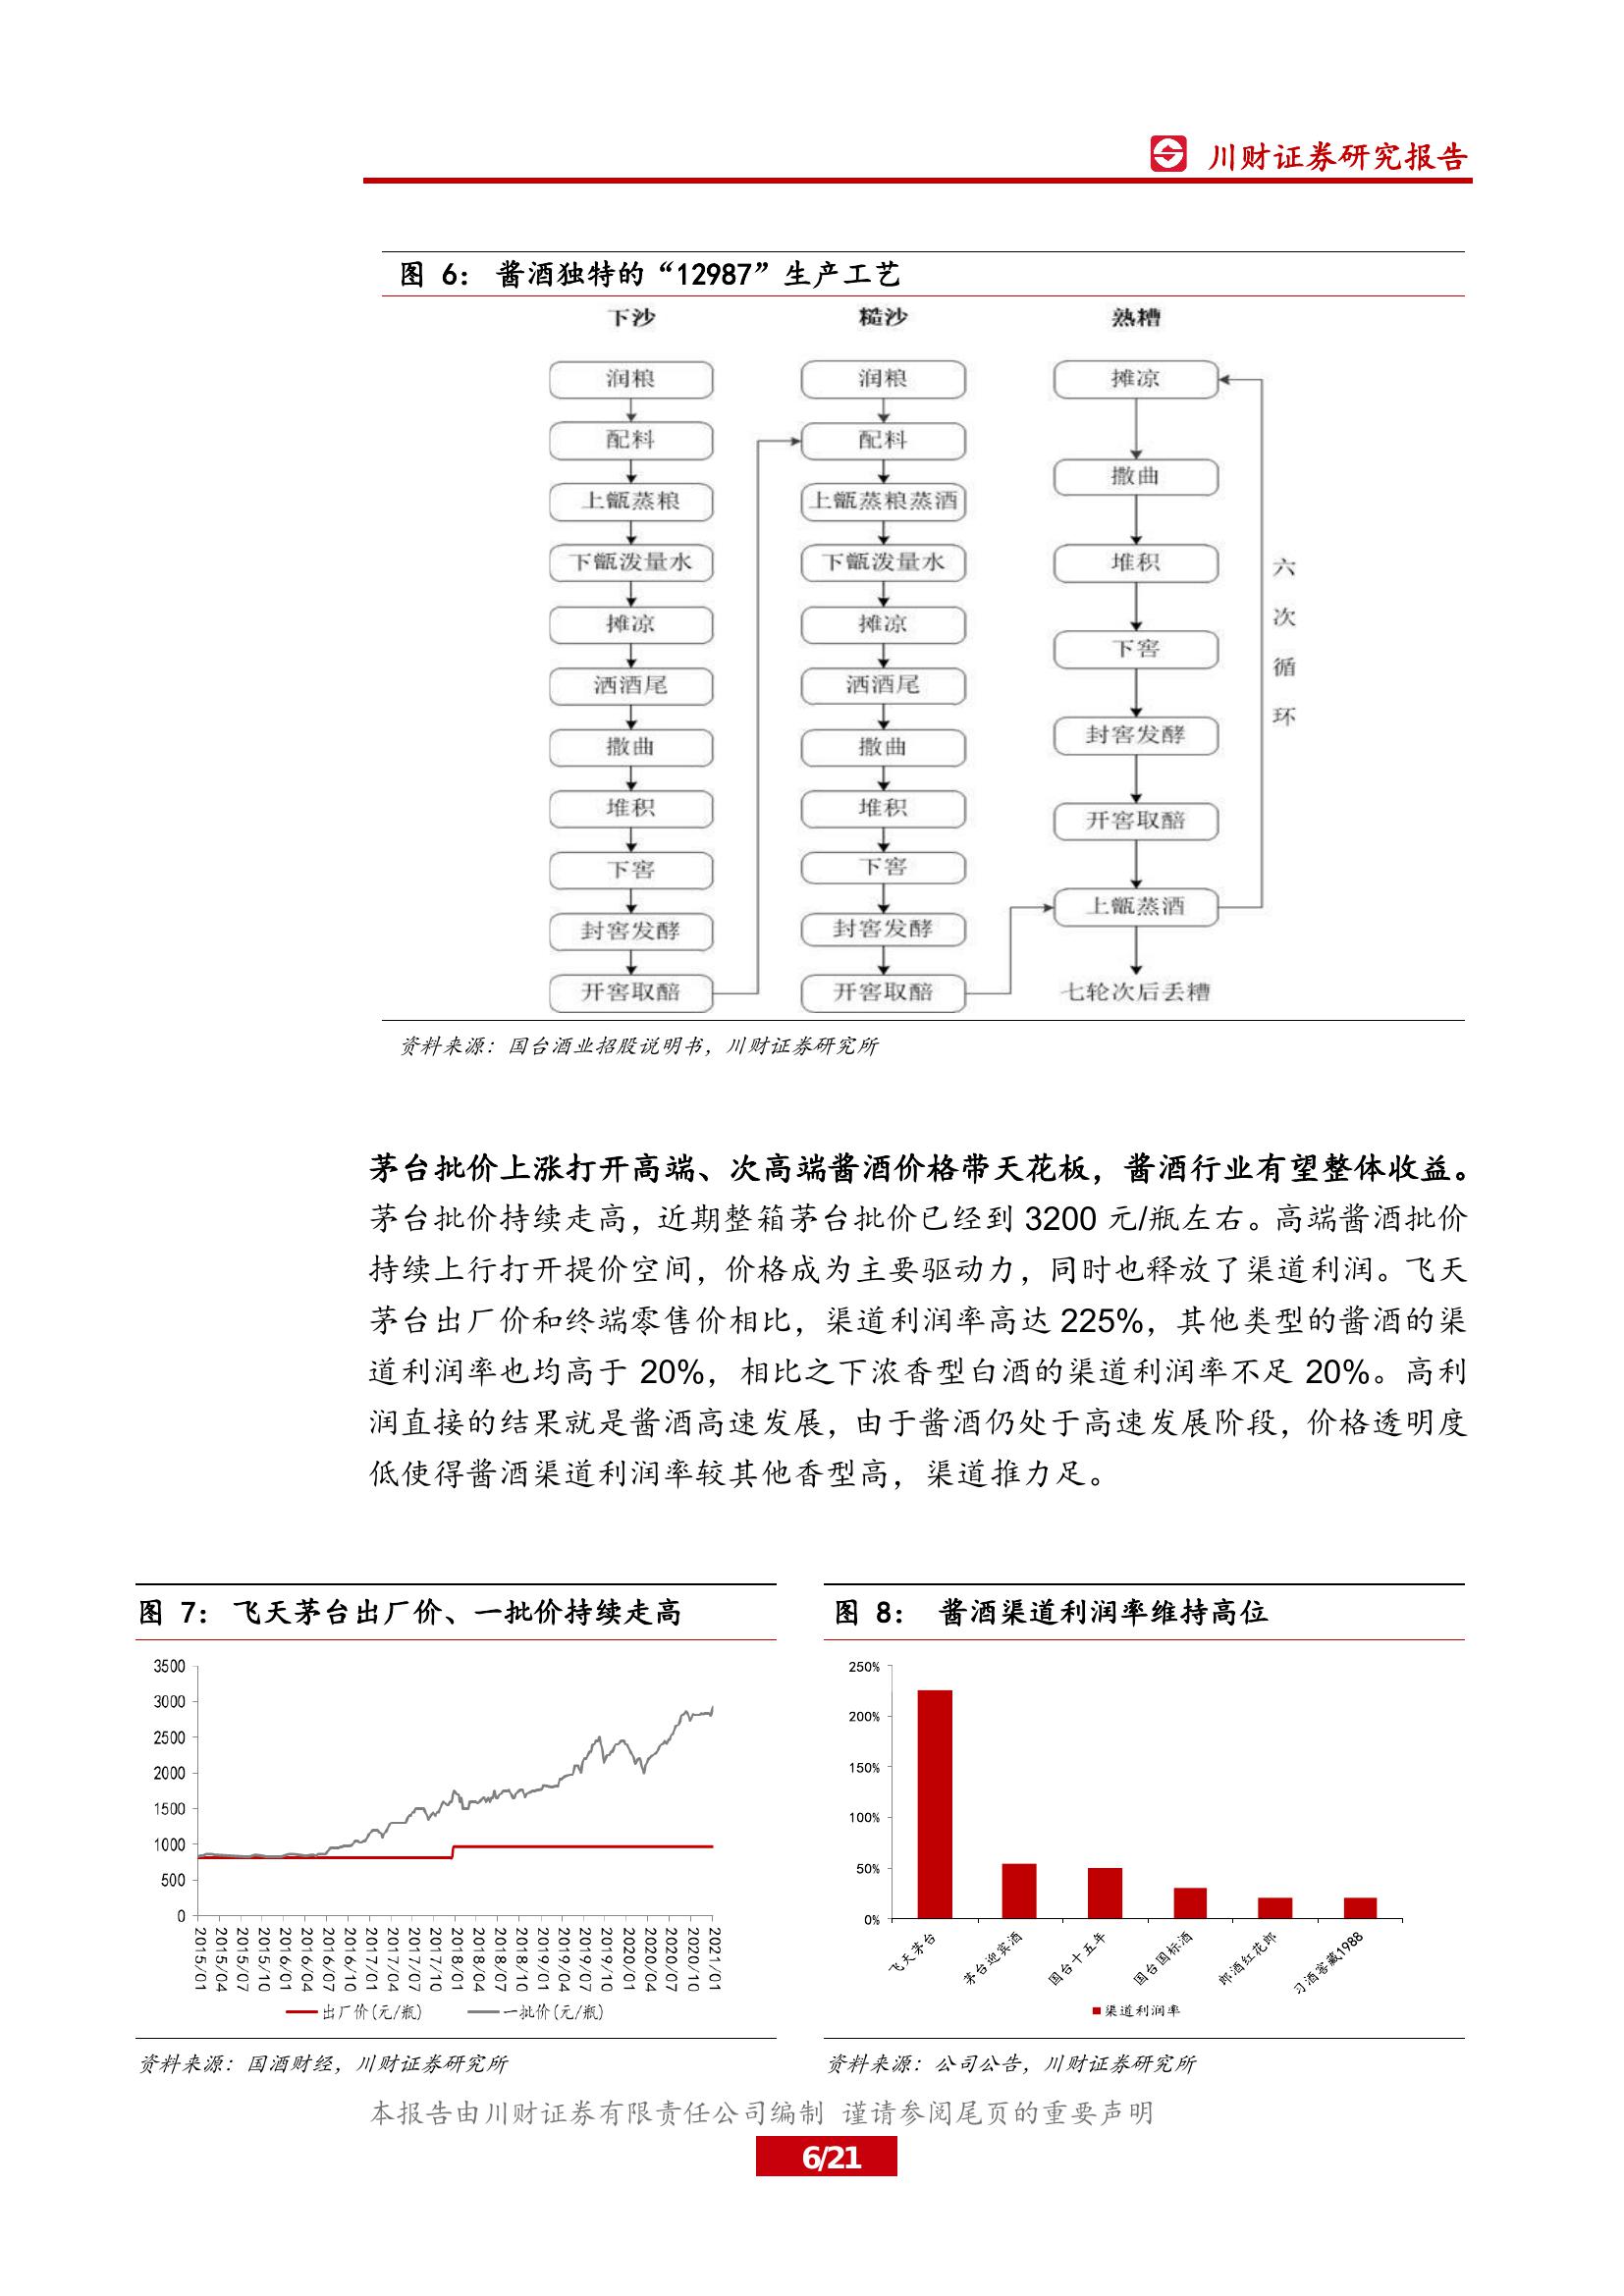 川财证券研究报告
图 6： 酱酒独特的“12987”生产工艺
下沙
润粮
配料
上甑蒸粮
下甑泼量水
摊凉
洒酒尾
撒曲
堆积
下窖
封窖发酵
开窖取醅
糙沙
润粮
配料
上甑蒸粮蒸酒
下甑泼量水
摊凉
洒酒尾
撒曲
堆积
下窖
封窖发酵
开窖取醅
熟糟
摊凉
撒曲
堆积
下窖
封窖发酵
开窖取醅
上甑蒸酒
七轮次后丢糟
六次循环
资料来源：国台酒业招股说明书，川财证券研究所
茅台批价上涨打开高端、次高端酱酒价格带天花板，酱酒行业有望整体收益。
茅台批价持续走高，近期整箱茅台批价已经到 3200 元/瓶左右。高端酱酒批价
持续上行打开提价空间，价格成为主要驱动力，同时也释放了渠道利润。飞天
茅台出厂价和终端零售价相比，渠道利润率高达 225%，其他类型的酱酒的渠
道利润率也均高于 20%，相比之下浓香型白酒的渠道利润率不足 20%。高利
润直接的结果就是酱酒高速发展，由于酱酒仍处于高速发展阶段，价格透明度
低使得酱酒渠道利润率较其他香型高，渠道推力足。
图 7： 飞天茅台出厂价、一批价持续走高
3500
3000
2500
2000
1500
1000
500
0
2015/01
2015/04
2015/07
2015/10
2016/01
2016/04
2016/07
2016/10
2017/01
2017/04
2017/07
2017/10
2018/01
2018/04
2018/07
2018/10
2019/01
2019/04
2019/07
2019/10
2020/01
2020/04
2020/07
2020/10
2021/01
出厂价(元/瓶)
一批价(元/瓶)
资料来源：国酒财经，川财证券研究所
图 8： 酱酒渠道利润率维持高位
250%
200%
150%
100%
50%
0%
飞天茅台
茅台迎宾酒
国台十五年
国台国标酒
郎酒红花郎
习酒窖藏1988
渠道利润率
资料来源：公司公告，川财证券研究所
本报告由川财证券有限责任公司编制 谨请参阅尾页的重要声明
6/21